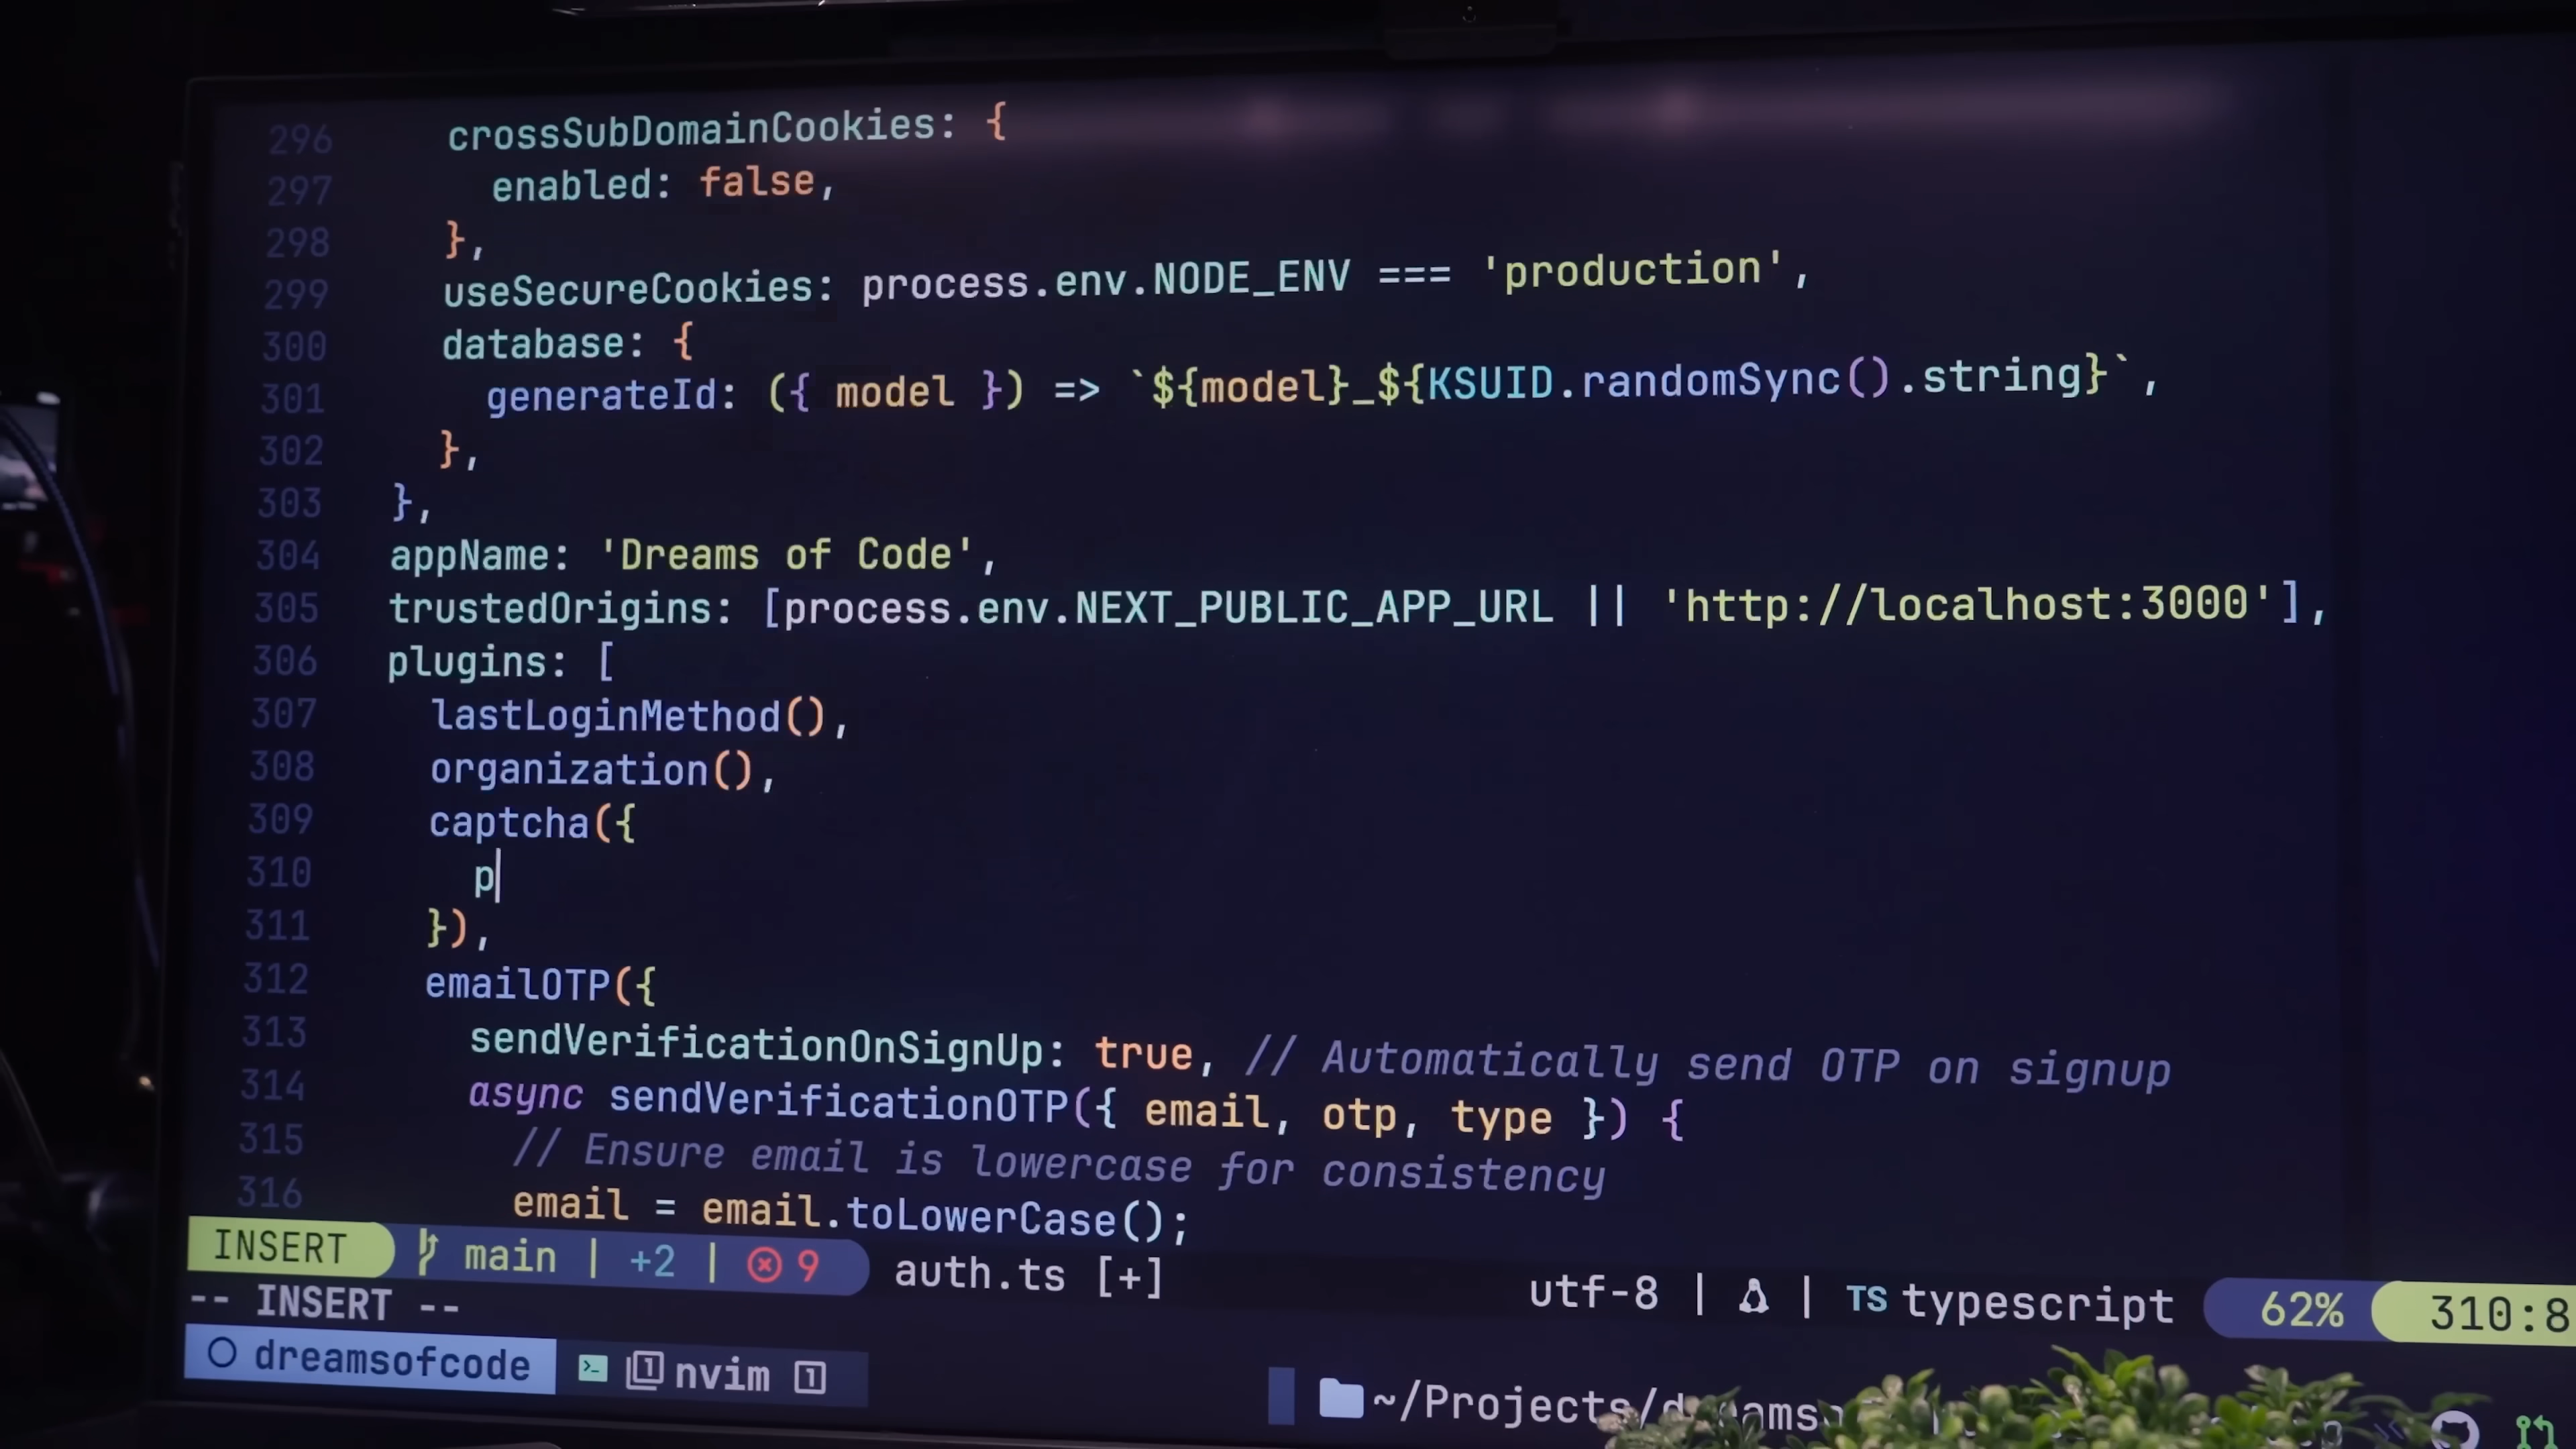 296 crossSubDomainCookies: {
297 enabled: false,
298 },
299 useSecureCookies: process.env.NODE_ENV === 'production',
300 database: {
301 generateId: ({ model }) => `${model}_${KSUID.randomSync().string}`,
302 },
303 },
304 appName: 'Dreams of Code',
305 trustedOrigins: [process.env.NEXT_PUBLIC_APP_URL || 'http://localhost:3000'],
306 plugins: [
307 lastLoginMethod(),
308 organization(),
309 captcha({
310 p
311 }),
312 emailOTP({
313 sendVerificationOnSignUp: true, // Automatically send OTP on signup
314 async sendVerificationOTP({ email, otp, type }) {
315 // Ensure email is lowercase for consistency
316 email = email.toLowerCase();
INSERT main | +2 | 9 auth.ts [+] utf-8 | | TS typescript 62% 310:8
-- INSERT --
dreamsofcode 1 nvim 1 ~/Projects/